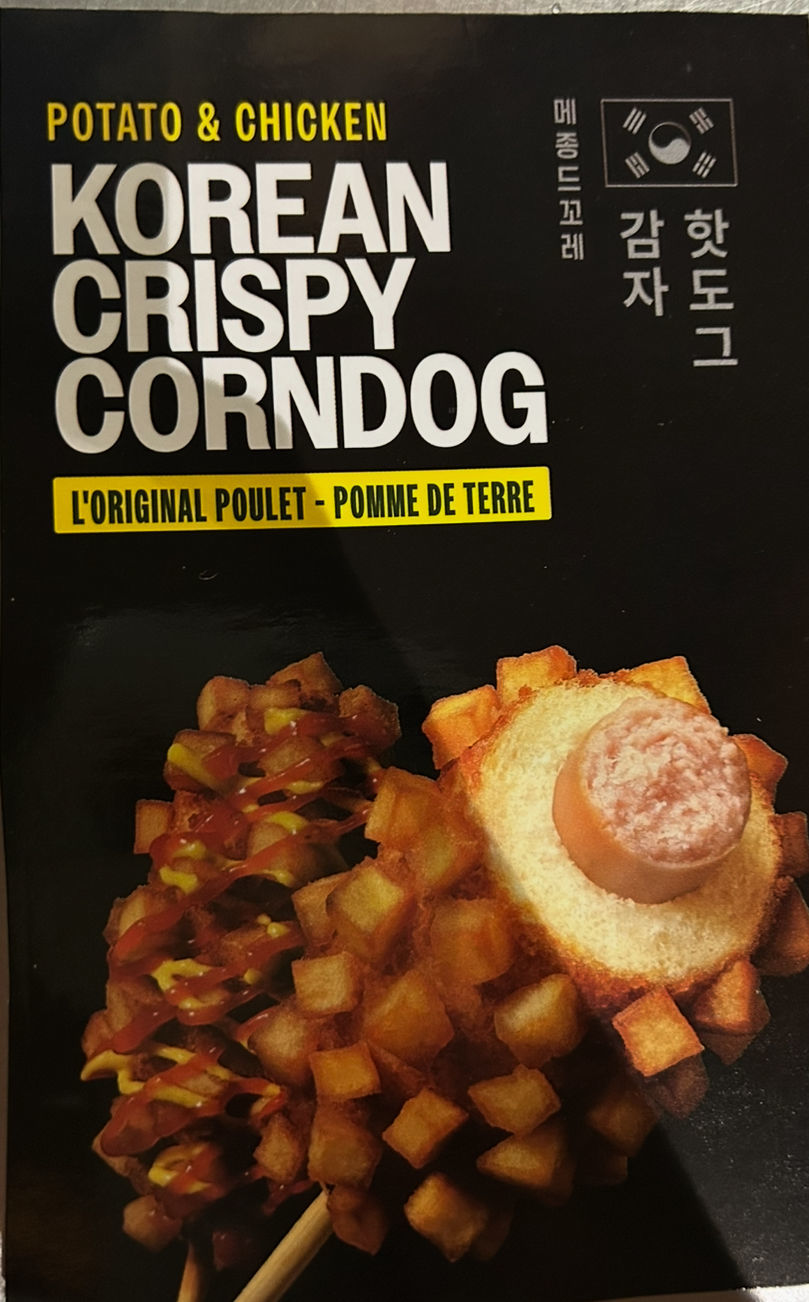 POTATO & CHICKEN
KOREAN
CRISPY
CORNDOG
L'ORIGINAL POULET - POMME DE TERRE
메종드꼬레
감자
핫도그